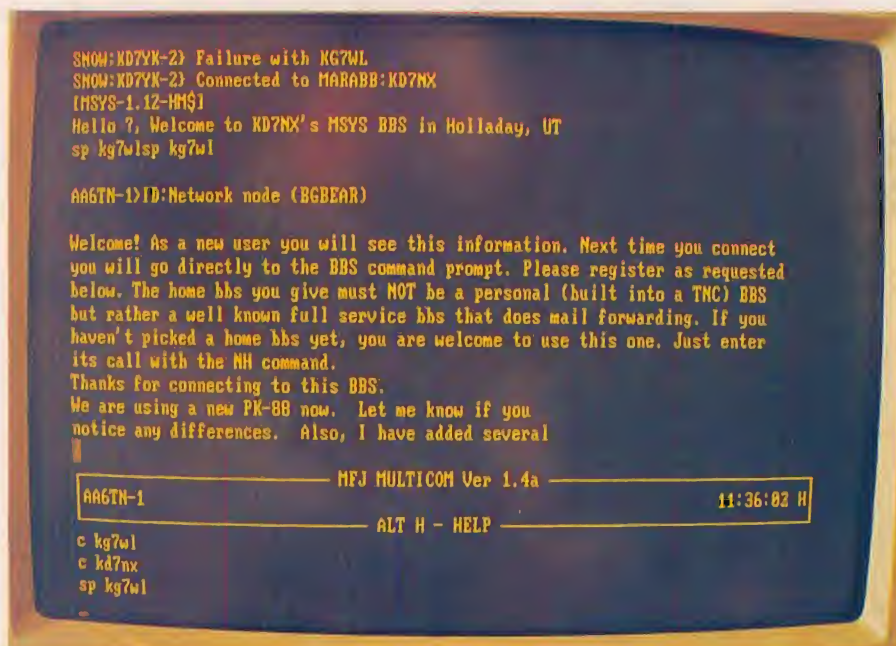 SNOW:KD7YK-2} Failure with KG7WL
SNOW:KD7YK-2} Connected to MARABB:KD7NX
[MSYS-1.12-HM$]
Hello ?, Welcome to KD7NX's MSYS BBS in Holladay, UT
sp kg7wlsp kg7wl
AA6TN-1>ID:Network node (BGBEAR)
Welcome! As a new user you will see this information. Next time you connect
you will go directly to the BBS command prompt. Please register as requested
below. The home bbs you give must NOT be a personal (built into a TNC) BBS
but rather a well known full service bbs that does mail forwarding. If you
haven't picked a home bbs yet, you are welcome to use this one. Just enter
its call with the NH command.
Thanks for connecting to this BBS.
We are using a new PK-88 now.  Let me know if you
notice any differences.  Also, I have added several
MFJ MULTICOM Ver 1.4a
AA6TN-1 11:36:02 H
ALT H - HELP
c kg7wl
c kd7nx
sp kg7wl